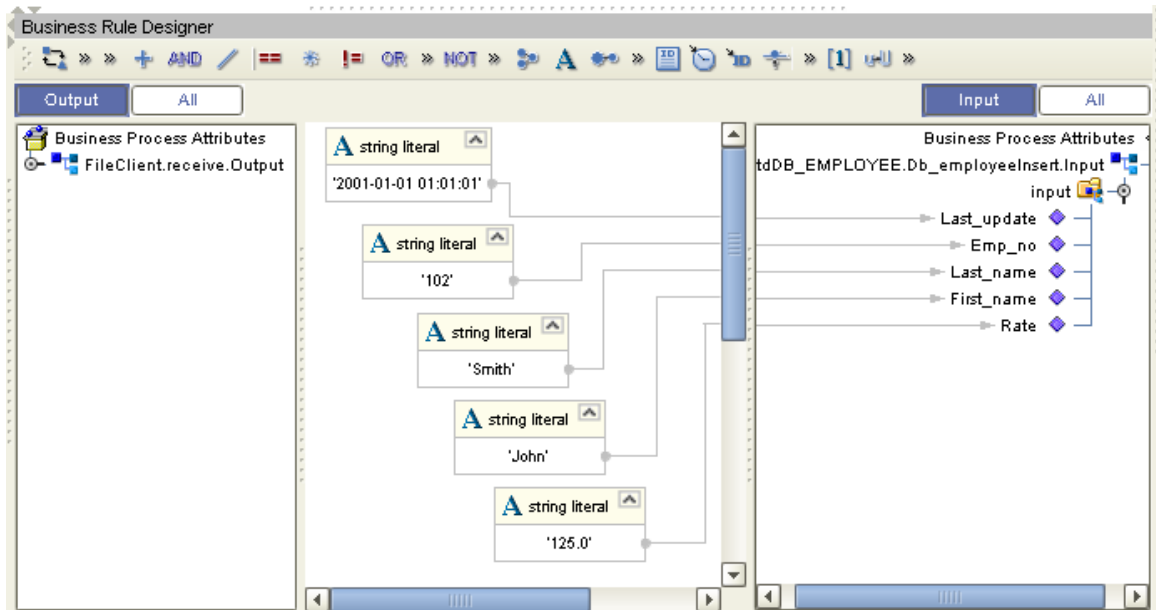 Business Rule Designer
» » AND == != OR » NOT » A » ID ID » [1] »
Output All Input All
Business Process Attributes
FileClient.receive.Output
A string literal
'2001-01-01 01:01:01'
A string literal
'102'
A string literal
'Smith'
A string literal
'John'
A string literal
'125.0'
Business Process Attributes
tdDB_EMPLOYEE.Db_employeeInsert.Input
input
Last_update
Emp_no
Last_name
First_name
Rate